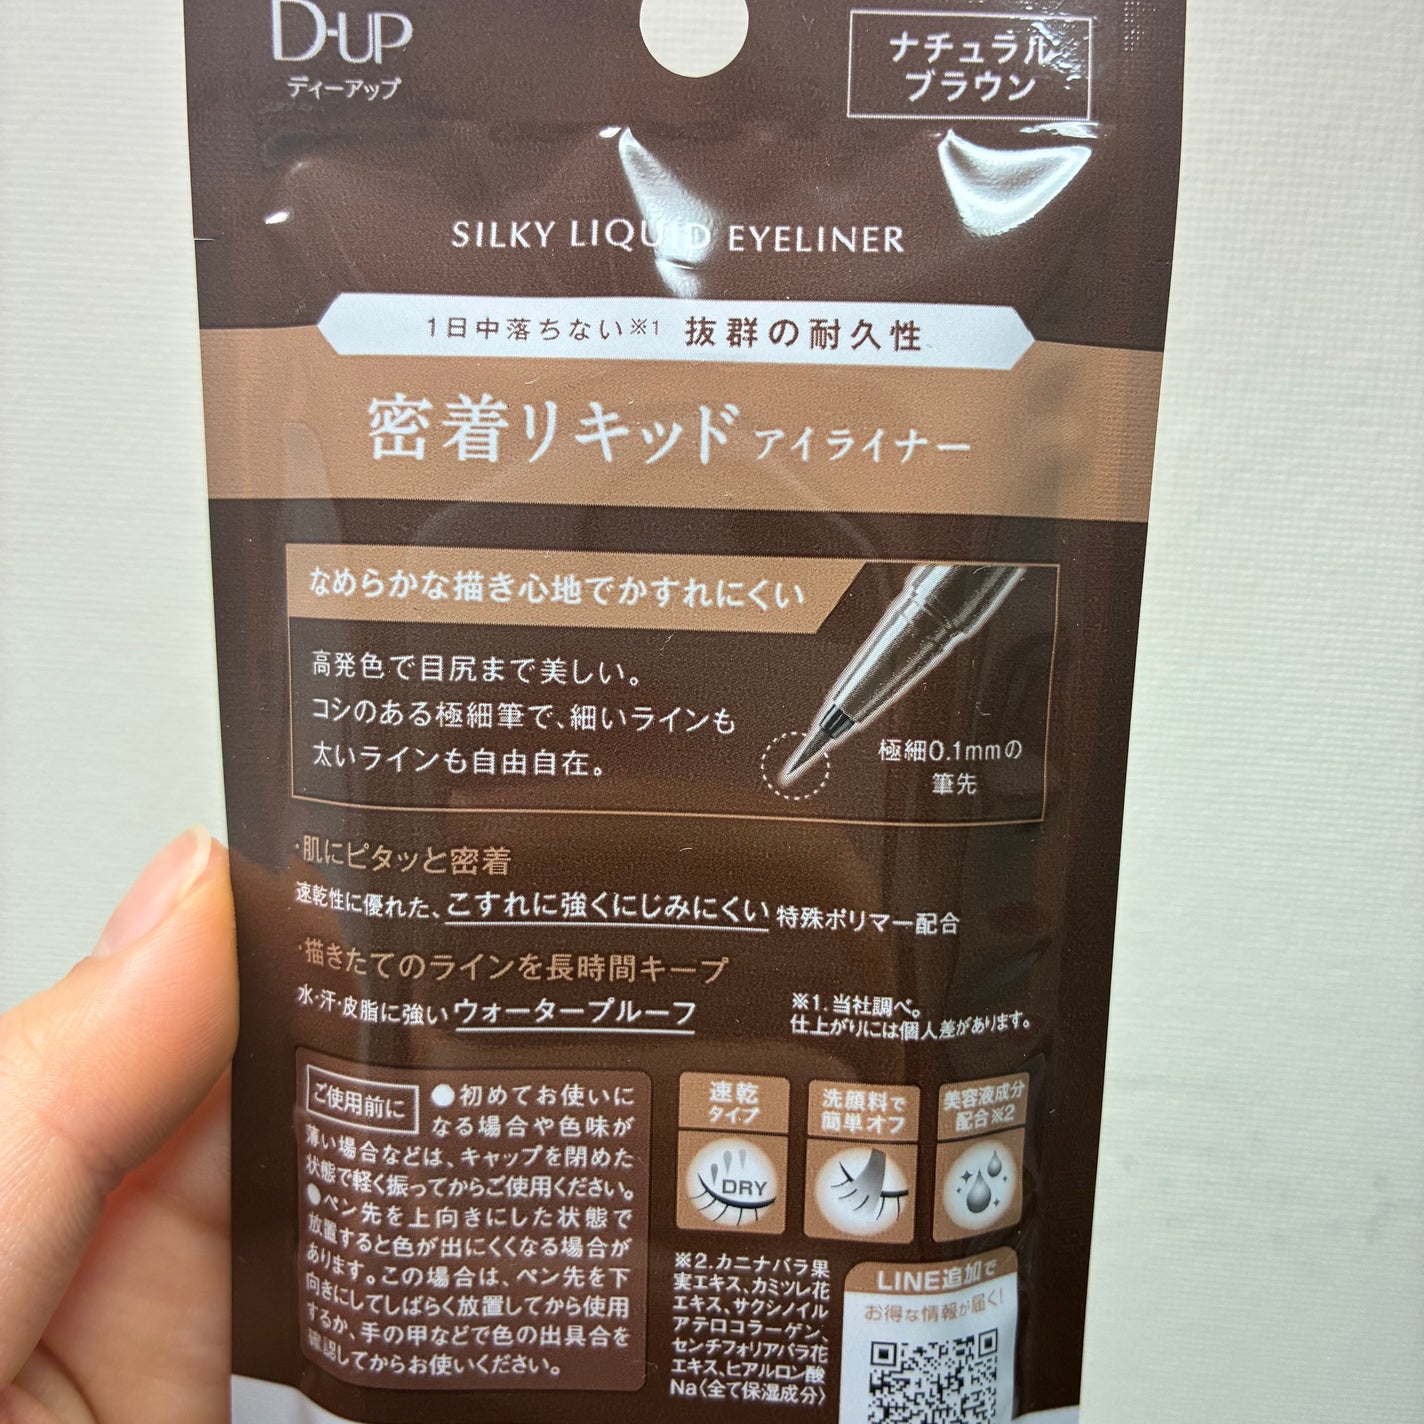 D-UP
ディーアップ
ナチュラル
ブラウン
SILKY LIQUID EYELINER
1日中落ちない※1 抜群の耐久性
密着リキッド アイライナー
なめらかな描き心地でかすれにくい
高発色で目尻まで美しい。
コシのある極細筆で、細いラインも
太いラインも自由自在。
極細0.1mmの
筆先
・肌にピタッと密着
速乾性に優れた、こすれに強くにじみにくい 特殊ポリマー配合
・描きたてのラインを長時間キープ
水・汗・皮脂に強いウォータープルーフ
※1.当社調べ。
仕上がりには個人差があります。
ご使用前に ●初めてお使いに
なる場合や色味が
薄い場合などは、キャップを閉めた
状態で軽く振ってからご使用ください。
●ペン先を上向きにした状態で
放置すると色が出にくくなる場合が
あります。この場合は、ペン先を下
向きにしてしばらく放置してから使用
するか、手の甲などで色の出具合を
確認してからお使いください。
速乾
タイプ
DRY
洗顔料で
簡単オフ
美容液成分
配合※2
※2.カニナバラ果
実エキス、カミツレ花
エキス、サクシノイル
アテロコラーゲン、
センチフォリアバラ花
エキス、ヒアルロン酸
Na〈全て保湿成分〉
LINE追加で
お得な情報が届く!